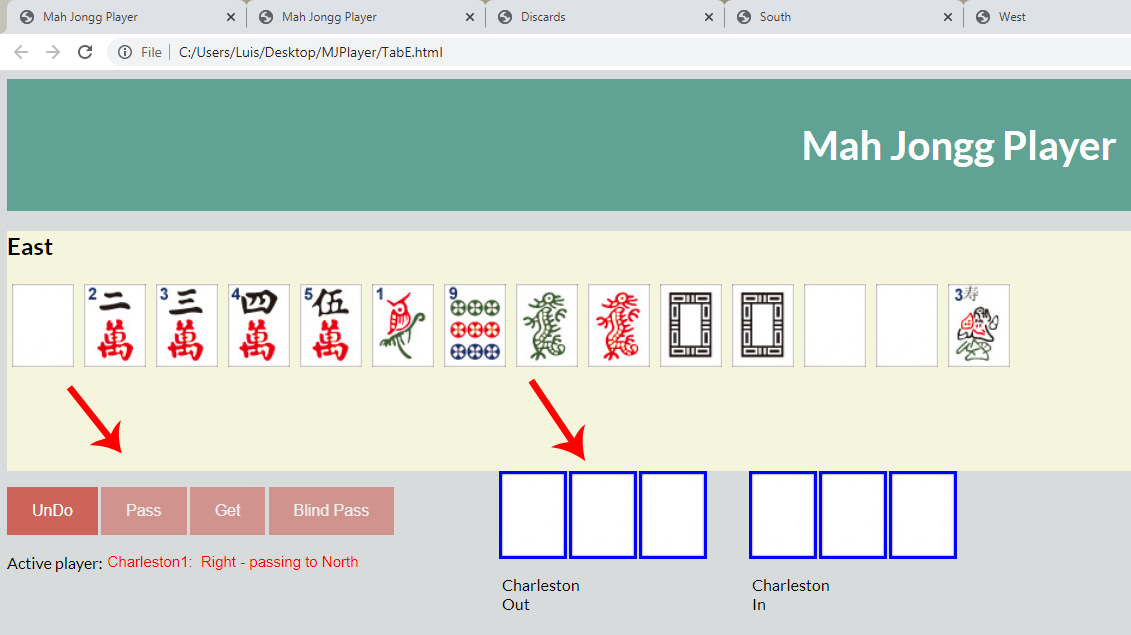 Mah Jongg Player
Mah Jongg Player
Discards
South
West
File
C:/Users/Luis/Desktop/MJPlayer/TabE.html
Mah Jongg Player
East
2 二 萬
3 三 萬
4 四 萬
5 伍 萬
1
9
3 寿
UnDo
Pass
Get
Blind Pass
Active player: Charleston1: Right - passing to North
Charleston
Out
Charleston
In